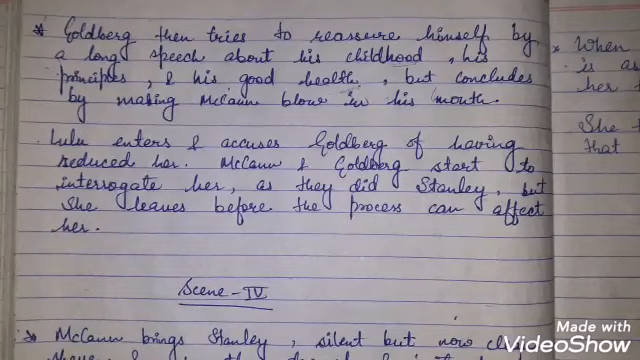 * Goldberg then tries to reassure himself by
a long speech about his childhood, his
principles, & his good health, but concludes
by making McCann blow in his mouth.
. Lulu enters & accuses Goldberg of having
reduced her. McCann & Goldberg start to
interrogate her, as they did Stanley, but
she leaves before the process can affect
her.
Scene-IV
* McCann brings Stanley, silent but now
* When
is as
her
She
that
Made with
VideoShow